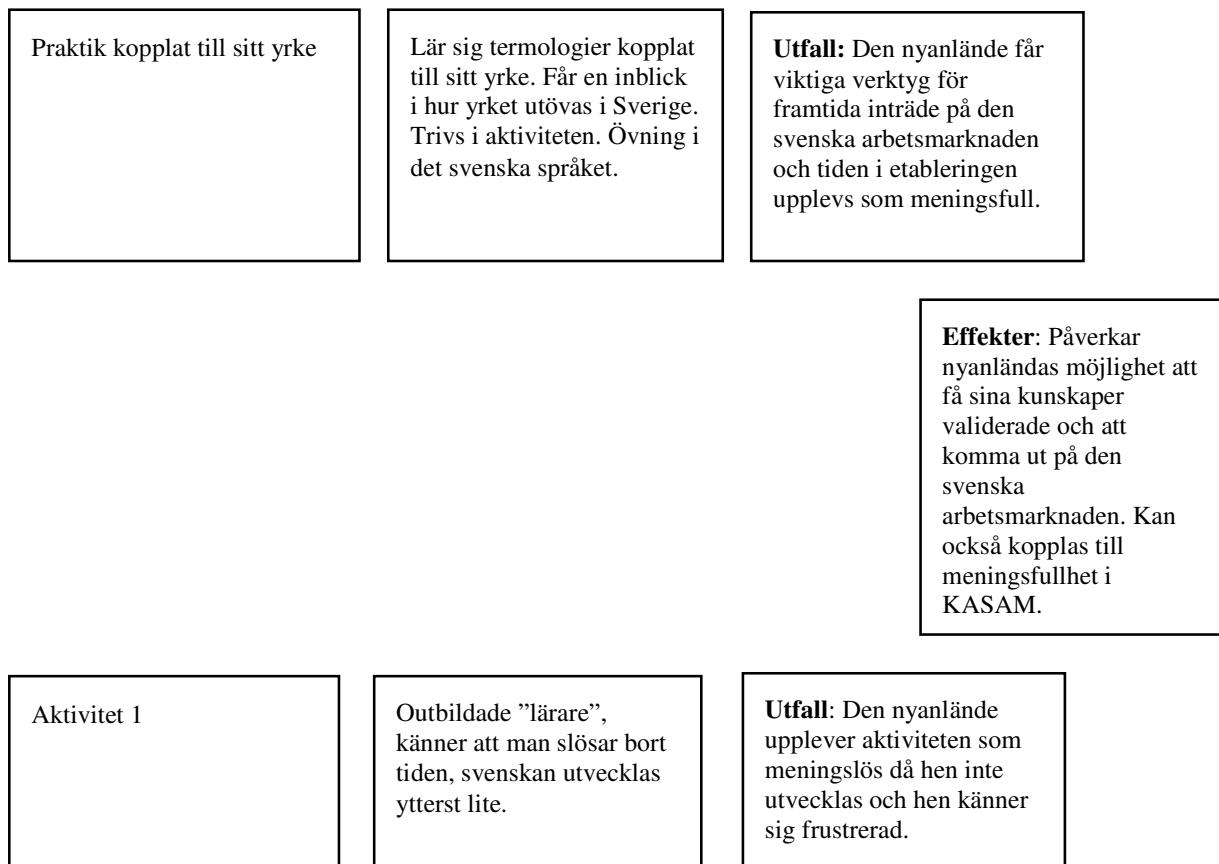 Praktik kopplat till sitt yrke
Lär sig termologier kopplat
till sitt yrke. Får en inblick
i hur yrket utövas i Sverige.
Trivs i aktiviteten. Övning i
det svenska språket.
Utfall: Den nyanlände får
viktiga verktyg för
framtida inträde på den
svenska arbetsmarknaden
och tiden i etableringen
upplevs som meningsfull.
Effekter: Påverkar
nyanländas möjlighet att
få sina kunskaper
validerade och att
komma ut på den
svenska
arbetsmarknaden. Kan
också kopplas till
meningsfullhet i
KASAM.
Aktivitet 1
Outbildade ”lärare”,
känner att man slösar bort
tiden, svenskan utvecklas
ytterst lite.
Utfall: Den nyanlände
upplever aktiviteten som
meningslös då hen inte
utvecklas och hen känner
sig frustrerad.